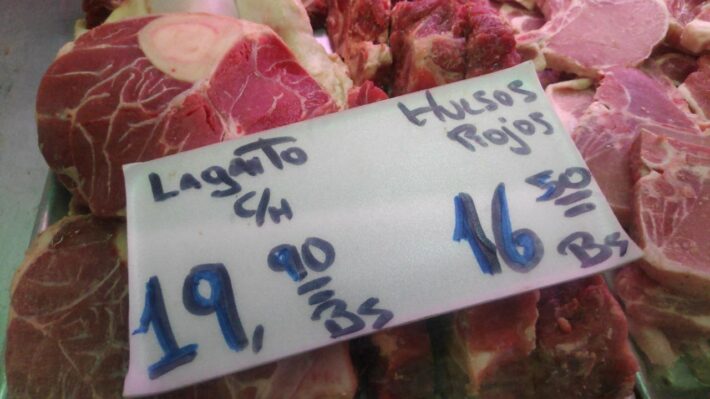 Lagarto
C/H
19,90
Bs
Huesos
Rojos
16 50
Bs